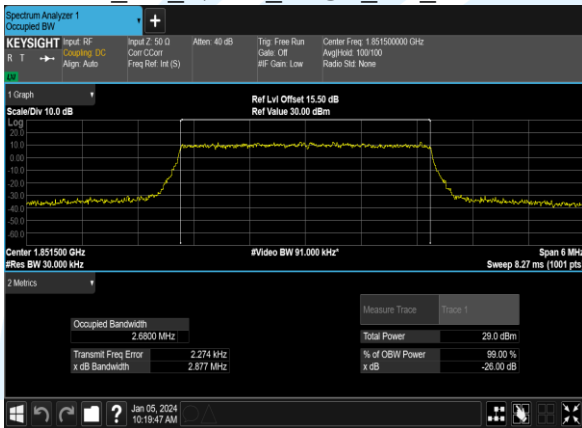 Spectrum Analyzer 1
Occupied BW
KEYSIGHT
R T
LU
Input: RF
Coupling: DC
Align: Auto
Input Z: 50 Ω
Corr CCorr
Freq Ref: Int (S)
Atten: 40 dB
Trig: Free Run
Gate: Off
#IF Gain: Low
Center Freq: 1.851500000 GHz
Avg|Hold: 100/100
Radio Std: None
1 Graph
Scale/Div 10.0 dB
Ref Lvl Offset 15.50 dB
Ref Value 30.00 dBm
Log
20.0
10.0
0.00
-10.0
-20.0
-30.0
-40.0
-50.0
-60.0
Center 1.851500 GHz
#Res BW 30.000 kHz
#Video BW 91.000 kHz*
Span 6 MHz
Sweep 8.27 ms (1001 pts
2 Metrics
Measure Trace Trace 1
Occupied Bandwidth
2.6800 MHz
Total Power 29.0 dBm
Transmit Freq Error 2.274 kHz
% of OBW Power 99.00 %
x dB Bandwidth 2.877 MHz
x dB -26.00 dB
?
Jan 05, 2024
10:19:47 AM